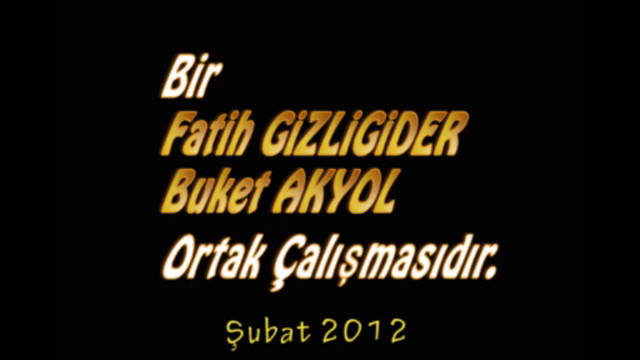 Bir
Fatih GİZLİGİDER
Buket AKYOL
Ortak Çalışmasıdır.
Şubat 2012